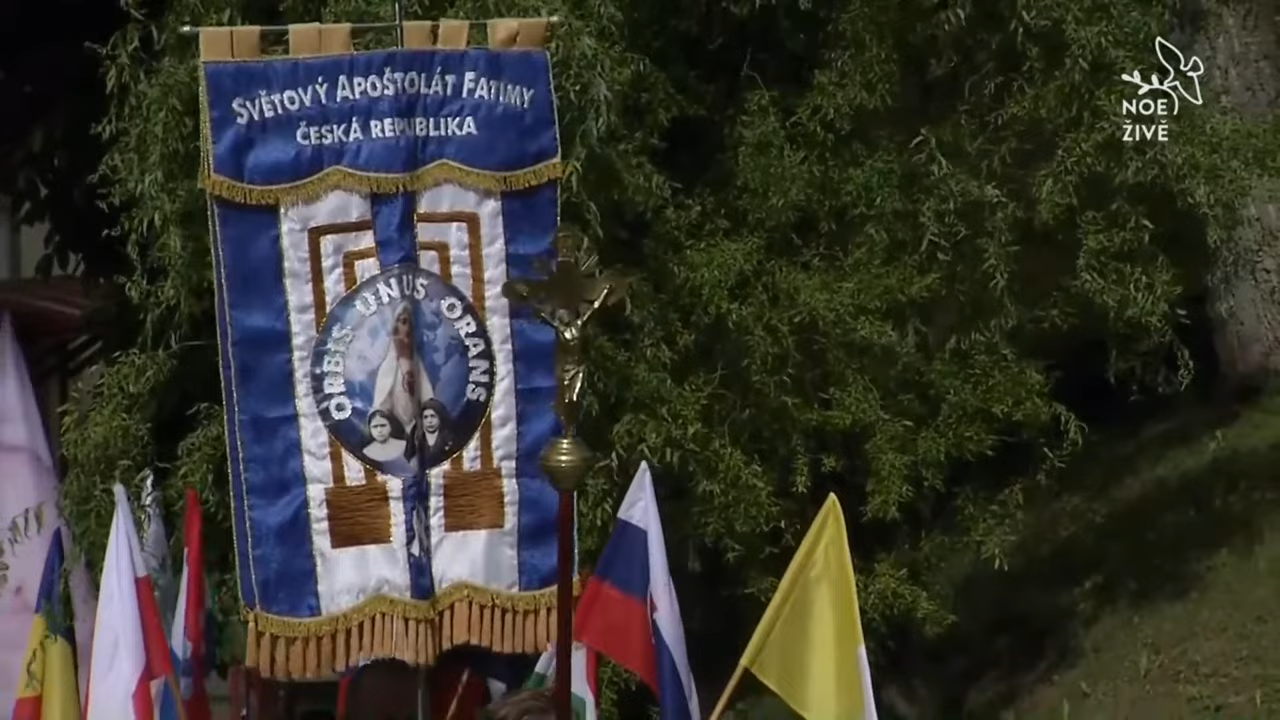 SVĚTOVÝ APOŠTOLÁT FATIMY
ČESKÁ REPUBLIKA
ORBIS UNUS ORANS
NOE
ŽIVĚ